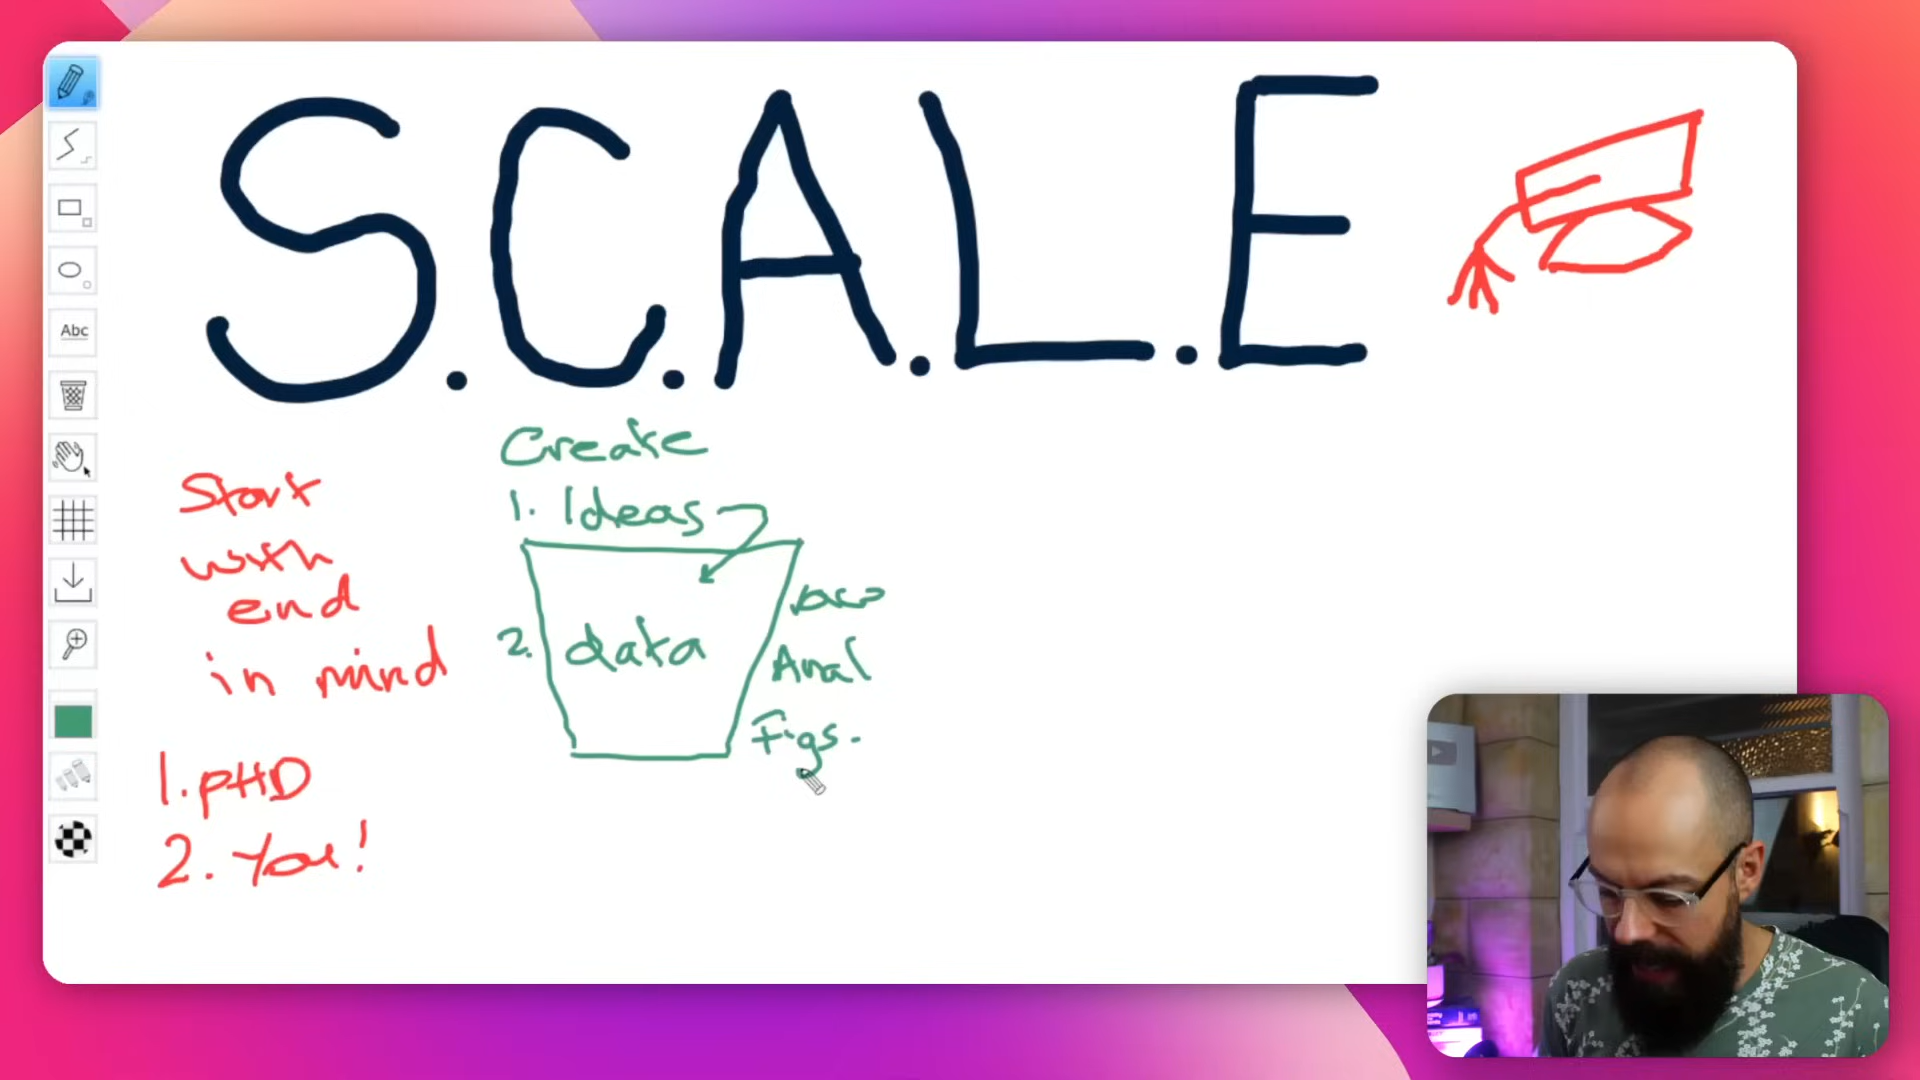 S.C.A.L.E
Abc
Start
with
end
in mind
1. PHD
2. You!
Create
1. Ideas
2. data
Anal
Figs.